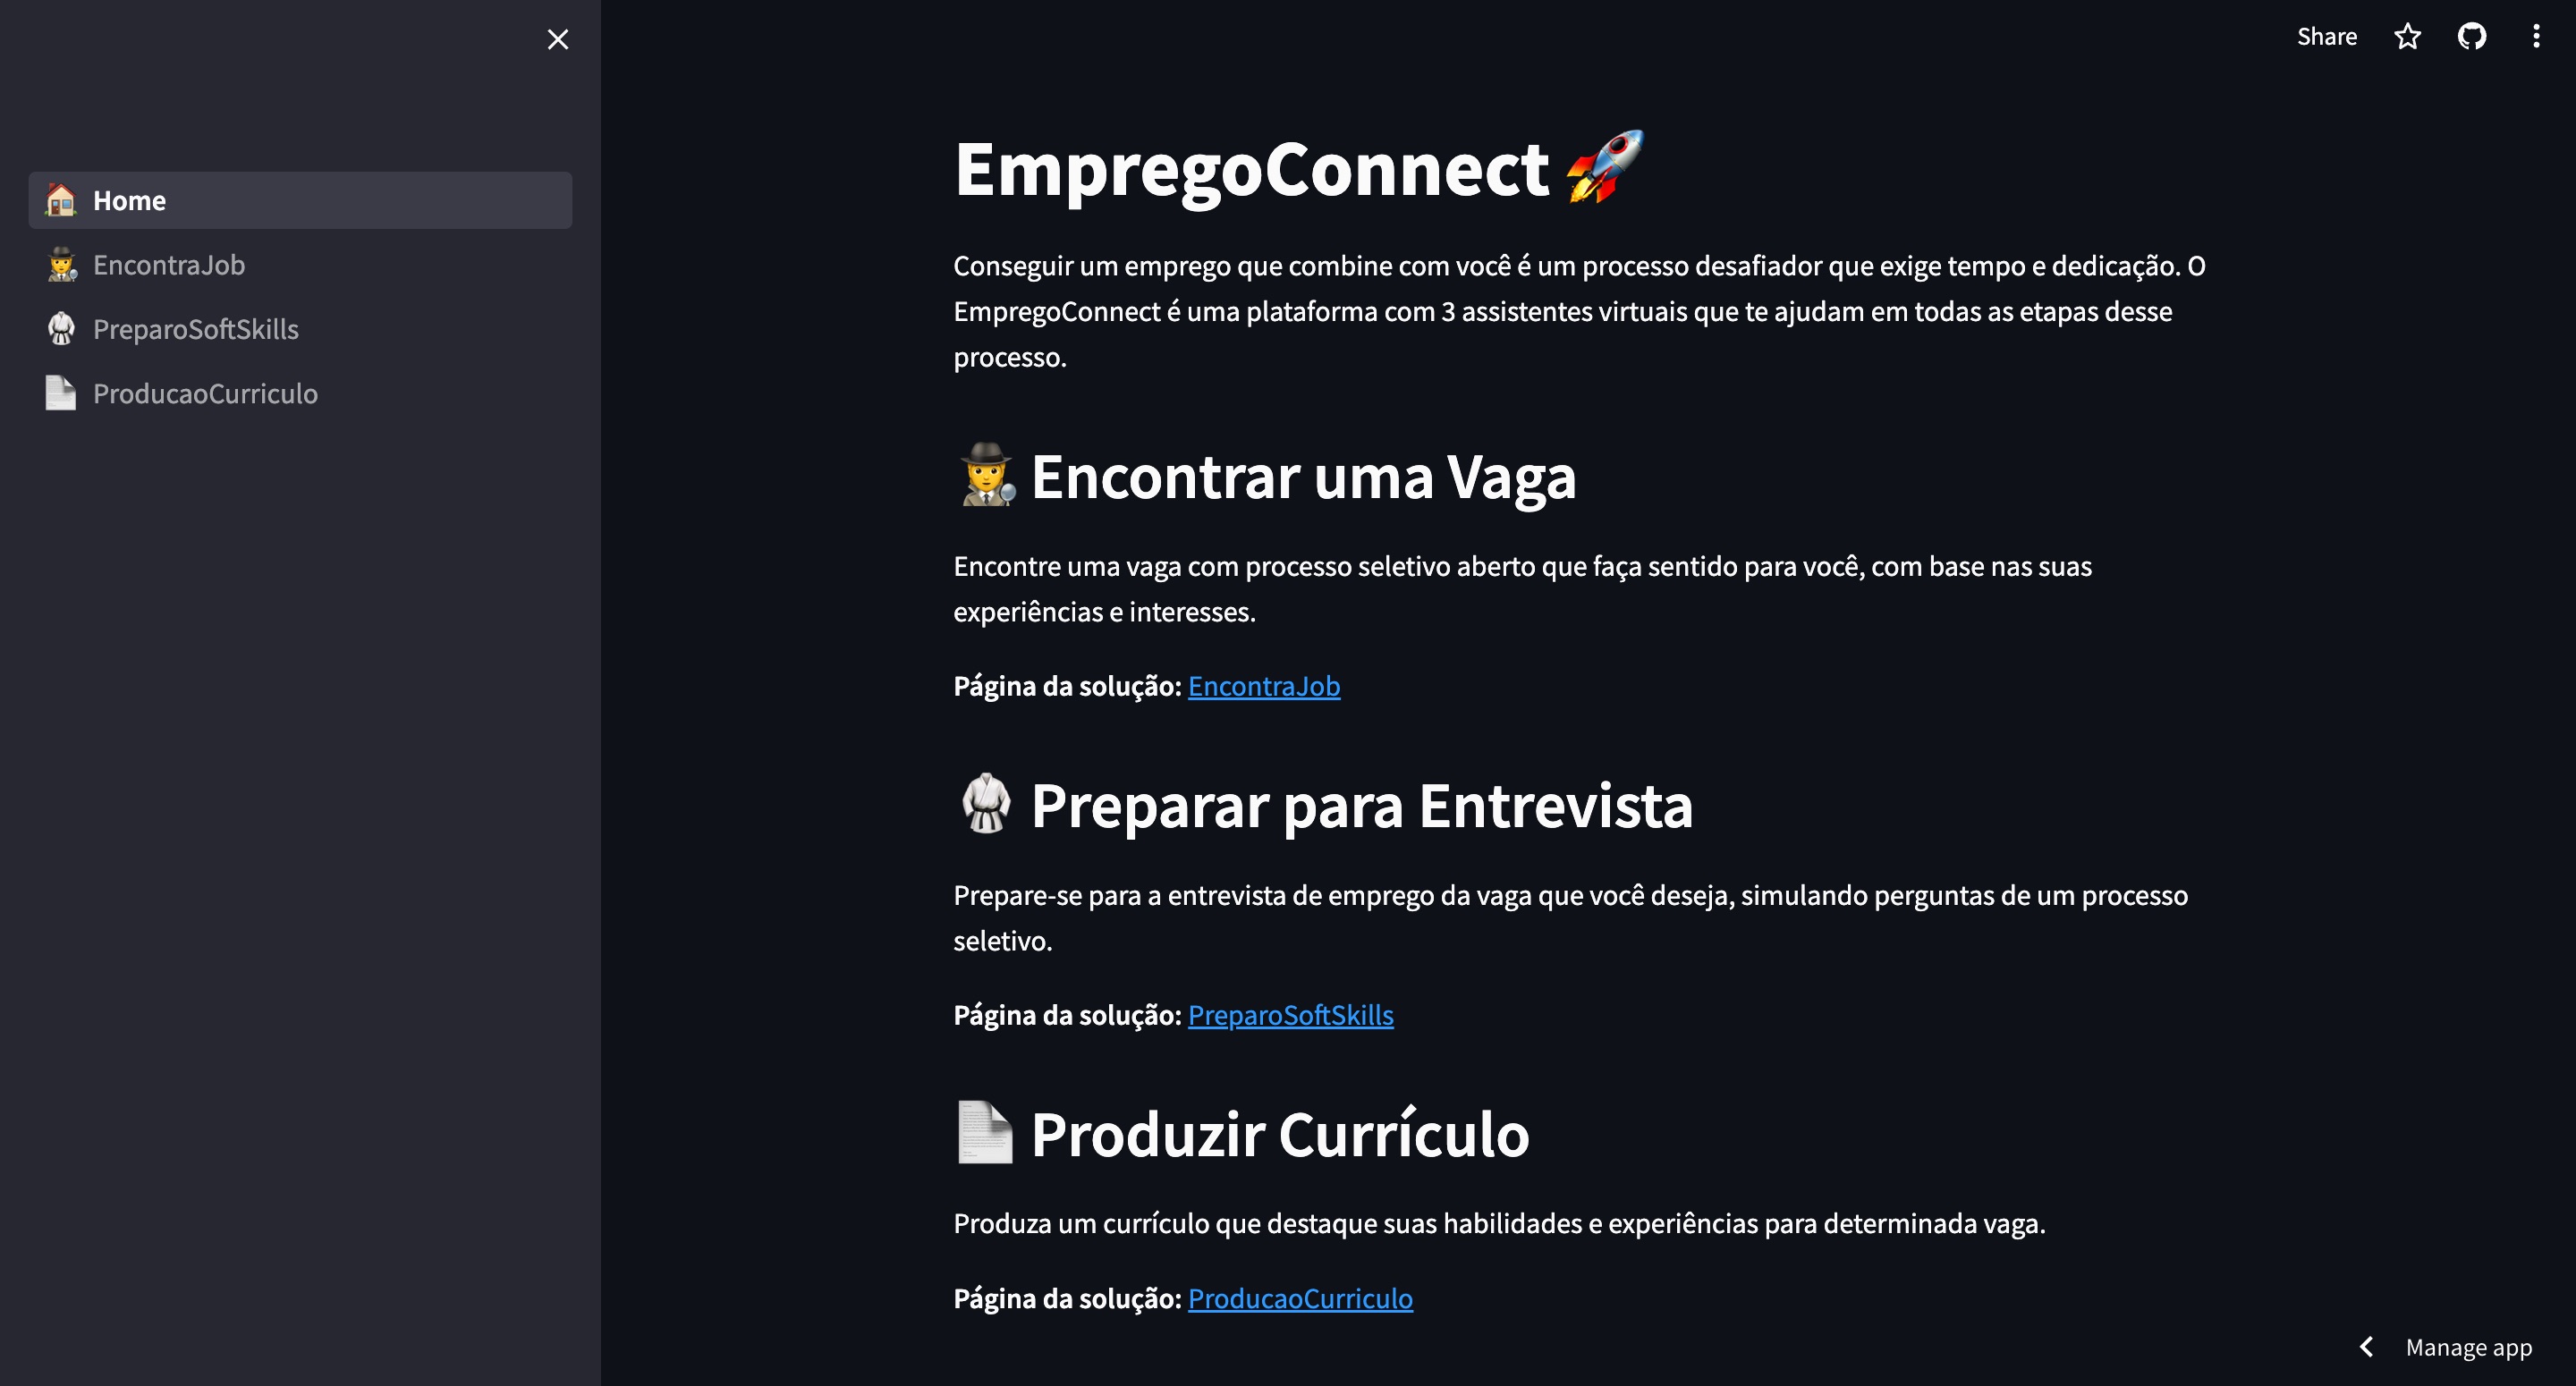 Share
Home
EncontraJob
PreparoSoftSkills
ProducaoCurriculo
EmpregoConnect 🚀
Conseguir um emprego que combine com você é um processo desafiador que exige tempo e dedicação. O
EmpregoConnect é uma plataforma com 3 assistentes virtuais que te ajudam em todas as etapas desse
processo.
Encontrar uma Vaga
Encontre uma vaga com processo seletivo aberto que faça sentido para você, com base nas suas
experiências e interesses.
Página da solução: EncontraJob
Preparar para Entrevista
Prepare-se para a entrevista de emprego da vaga que você deseja, simulando perguntas de um processo
seletivo.
Página da solução: PreparoSoftSkills
Produzir Currículo
Produza um currículo que destaque suas habilidades e experiências para determinada vaga.
Página da solução: ProducaoCurriculo
Manage app